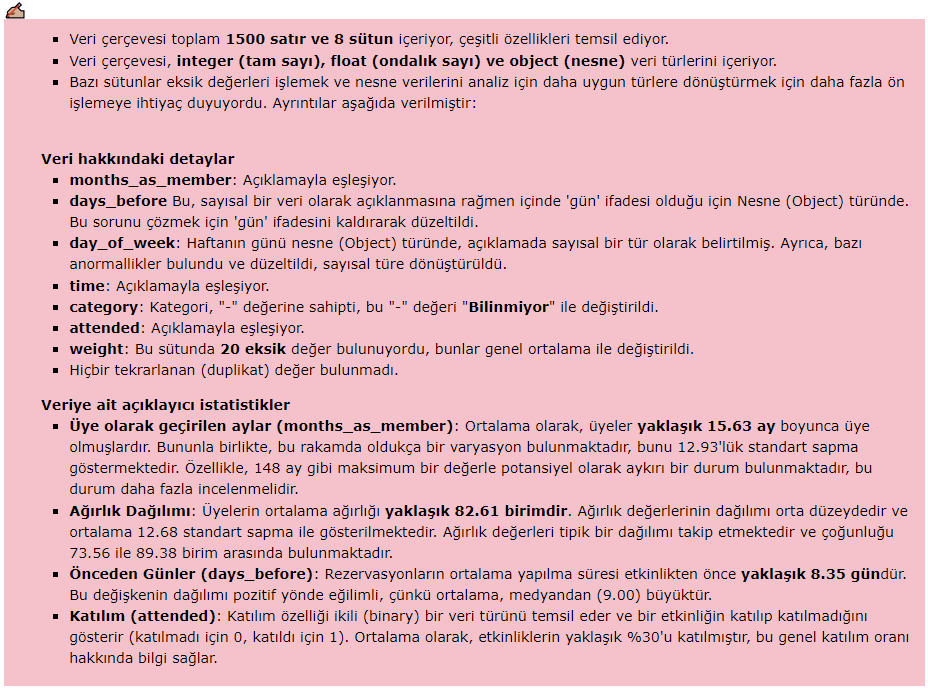 Veri çerçevesi toplam 1500 satır ve 8 sütun içeriyor, çeşitli özellikleri temsil ediyor.
Veri çerçevesi, integer (tam sayı), float (ondalık sayı) ve object (nesne) veri türlerini içeriyor.
Bazı sütunlar eksik değerleri işlemek ve nesne verilerini analiz için daha uygun türlere dönüştürmek için daha fazla ön
işlemeye ihtiyaç duyuyordu. Ayrıntılar aşağıda verilmiştir:
Veri hakkındaki detaylar
months_as_member: Açıklamayla eşleşiyor.
days_before Bu, sayısal bir veri olarak açıklanmasına rağmen içinde 'gün' ifadesi olduğu için Nesne (Object) türünde.
Bu sorunu çözmek için 'gün' ifadesini kaldırarak düzeltildi.
day_of_week: Haftanın günü nesne (Object) türünde, açıklamada sayısal bir tür olarak belirtilmiş. Ayrıca, bazı
anormallikler bulundu ve düzeltildi, sayısal türe dönüştürüldü.
time: Açıklamayla eşleşiyor.
category: Kategori, "-" değerine sahipti, bu "-" değeri "Bilinmiyor" ile değiştirildi.
attended: Açıklamayla eşleşiyor.
weight: Bu sütunda 20 eksik değer bulunuyordu, bunlar genel ortalama ile değiştirildi.
Hiçbir tekrarlanan (duplikat) değer bulunmadı.
Veriye ait açıklayıcı istatistikler
Üye olarak geçirilen aylar (months_as_member): Ortalama olarak, üyeler yaklaşık 15.63 ay boyunca üye
olmuşlardır. Bununla birlikte, bu rakamda oldukça bir varyasyon bulunmaktadır, bunu 12.93'lük standart sapma
göstermektedir. Özellikle, 148 ay gibi maksimum bir değerle potansiyel olarak aykırı bir durum bulunmaktadır, bu
durum daha fazla incelenmelidir.
Ağırlık Dağılımı: Üyelerin ortalama ağırlığı yaklaşık 82.61 birimdir. Ağırlık değerlerinin dağılımı orta düzeydedir ve
ortalama 12.68 standart sapma ile gösterilmektedir. Ağırlık değerleri tipik bir dağılımı takip etmektedir ve çoğunluğu
73.56 ile 89.38 birim arasında bulunmaktadır.
Önceden Günler (days_before): Rezervasyonların ortalama yapılma süresi etkinlikten önce yaklaşık 8.35 gündür.
Bu değişkenin dağılımı pozitif yönde eğilimli, çünkü ortalama, medyandan (9.00) büyüktür.
Katılım (attended): Katılım özelliği ikili (binary) bir veri türünü temsil eder ve bir etkinliğin katılıp katılmadığını
gösterir (katılmadı için 0, katıldı için 1). Ortalama olarak, etkinliklerin yaklaşık %30'u katılmıştır, bu genel katılım oranı
hakkında bilgi sağlar.